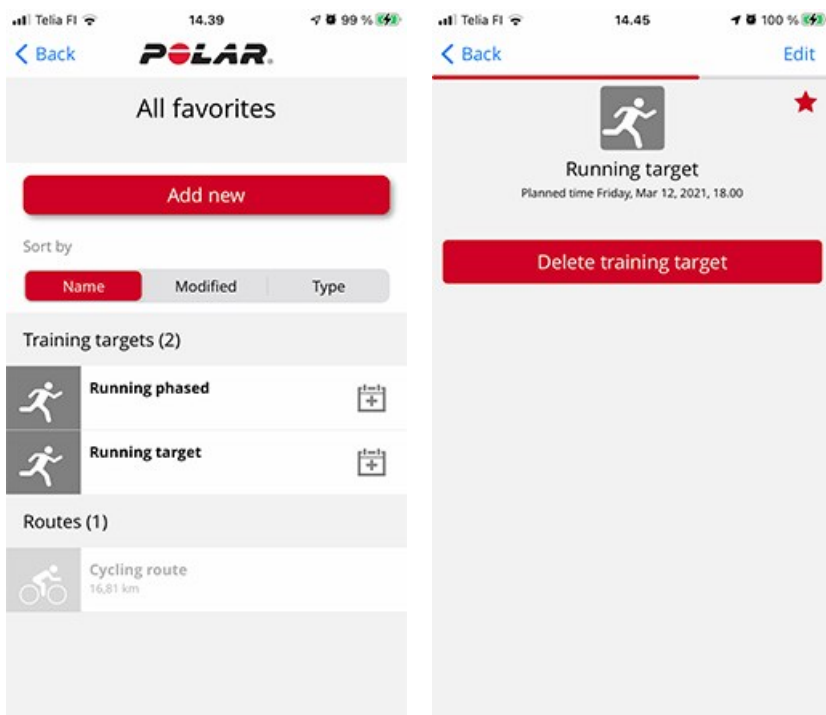 Telia FI 14.39 99 %
Back POLAR.
All favorites
Add new
Sort by
Name Modified Type
Training targets (2)
Running phased
Running target
Routes (1)
Cycling route
16,81 km
Telia FI 14.45 100 %
Back Edit
Running target
Planned time Friday, Mar 12, 2021, 18.00
Delete training target